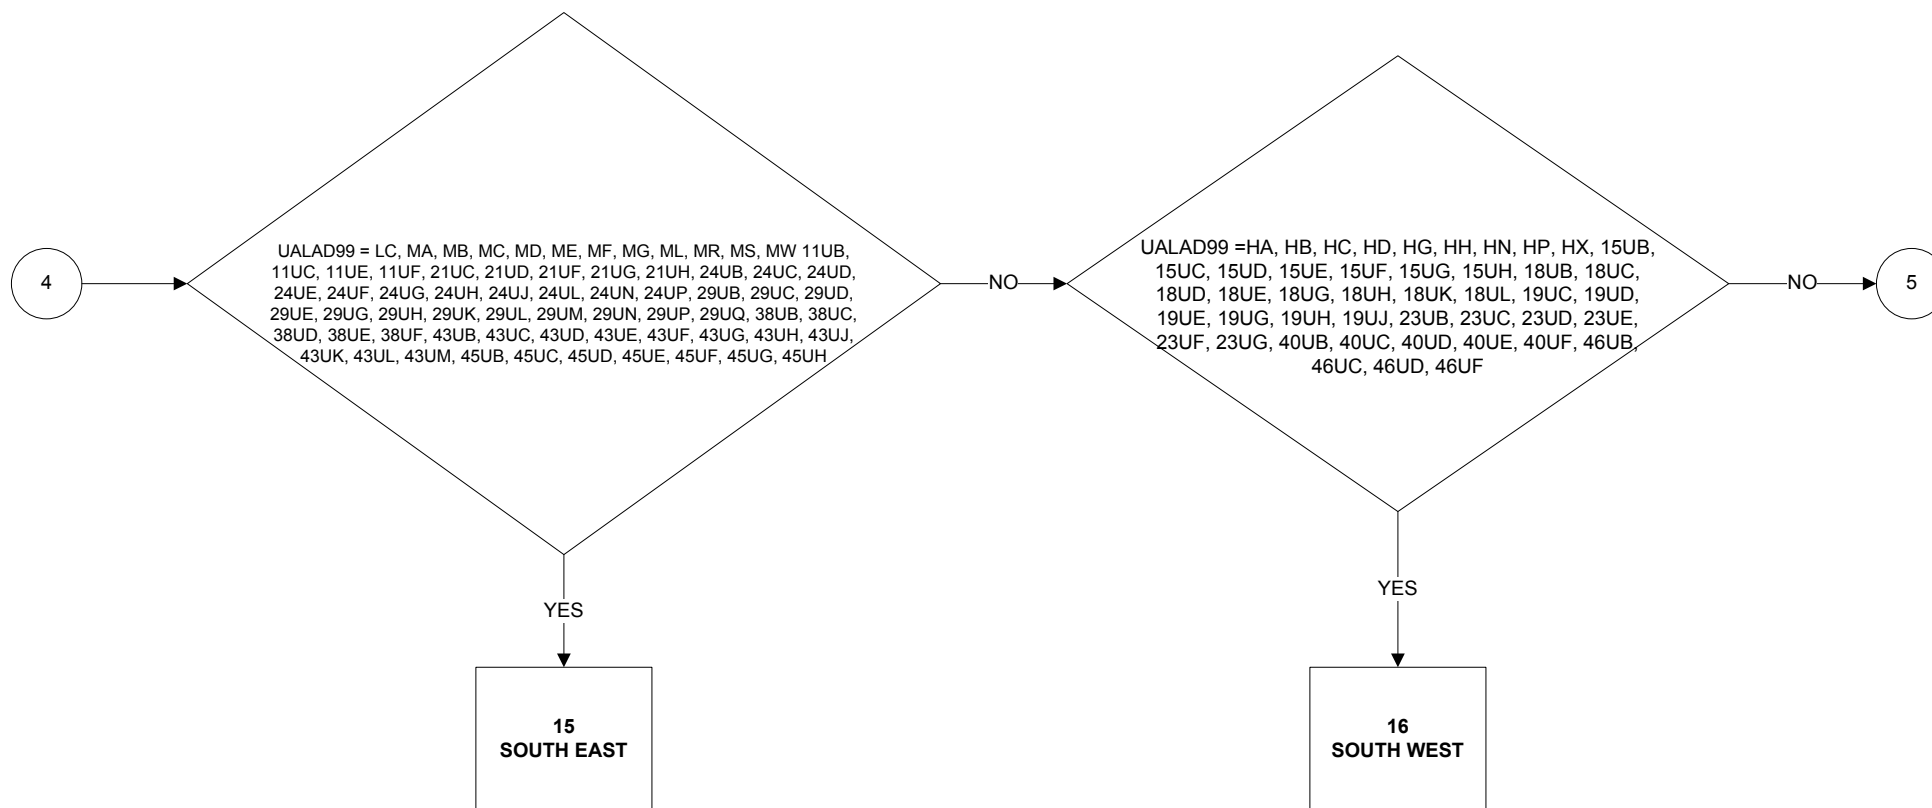 4
UALAD99 = LC, MA, MB, MC, MD, ME, MF, MG, ML, MR, MS, MW 11UB,
11UC, 11UE, 11UF, 21UC, 21UD, 21UF, 21UG, 21UH, 24UB, 24UC, 24UD,
24UE, 24UF, 24UG, 24UH, 24UJ, 24UL, 24UN, 24UP, 29UB, 29UC, 29UD,
29UE, 29UG, 29UH, 29UK, 29UL, 29UM, 29UN, 29UP, 29UQ, 38UB, 38UC,
38UD, 38UE, 38UF, 43UB, 43UC, 43UD, 43UE, 43UF, 43UG, 43UH, 43UJ,
43UK, 43UL, 43UM, 45UB, 45UC, 45UD, 45UE, 45UF, 45UG, 45UH
NO
YES
15
SOUTH EAST
UALAD99 =HA, HB, HC, HD, HG, HH, HN, HP, HX, 15UB,
15UC, 15UD, 15UE, 15UF, 15UG, 15UH, 18UB, 18UC,
18UD, 18UE, 18UG, 18UH, 18UK, 18UL, 19UC, 19UD,
19UE, 19UG, 19UH, 19UJ, 23UB, 23UC, 23UD, 23UE,
23UF, 23UG, 40UB, 40UC, 40UD, 40UE, 40UF, 46UB,
46UC, 46UD, 46UF
NO
YES
16
SOUTH WEST
5